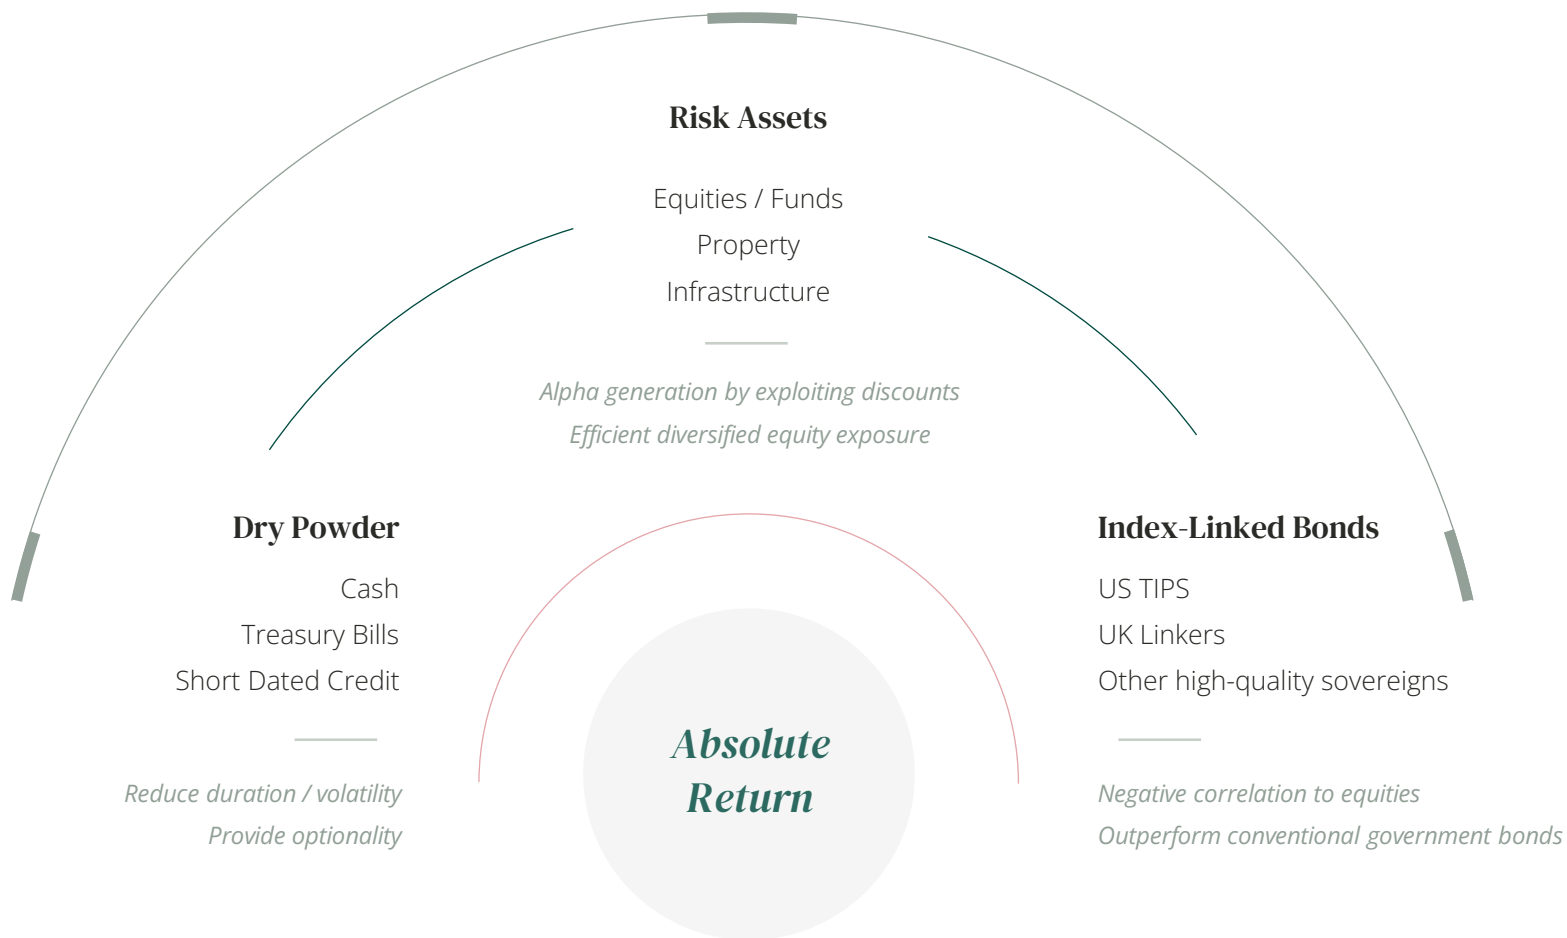 Risk Assets
Equities / Funds
Property
Infrastructure
Alpha generation by exploiting discounts
Efficient diversified equity exposure
Dry Powder
Cash
Treasury Bills
Short Dated Credit
Reduce duration / volatility
Provide optionality
Absolute
Return
Index-Linked Bonds
US TIPS
UK Linkers
Other high-quality sovereigns
Negative correlation to equities
Outperform conventional government bonds